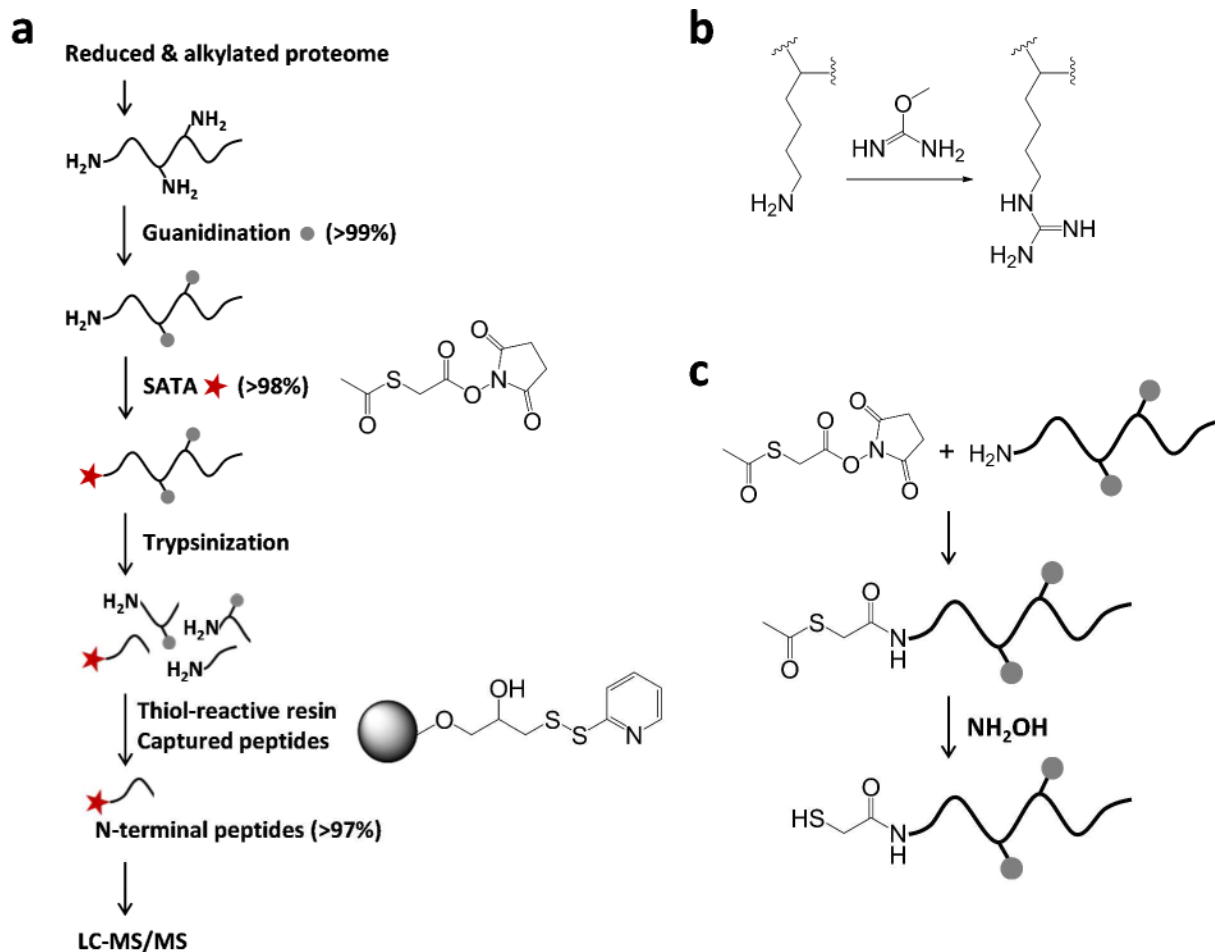 a
Reduced & alkylated proteome
NH₂
H₂N
NH₂
Guanidination (>99%)
H₂N
SATA (>98%)
O
O
S
O
N
O
O
Trypsinization
H₂N
H₂N
H₂N
Thiol-reactive resin
Captured peptides
OH
O
S
S
N
N-terminal peptides (>97%)
LC-MS/MS
b
O
HN
NH₂
H₂N
HN
NH
H₂N
c
O
O
S
O
N
O
O
+
H₂N
O
S
N
H
O
NH₂OH
O
HS
N
H